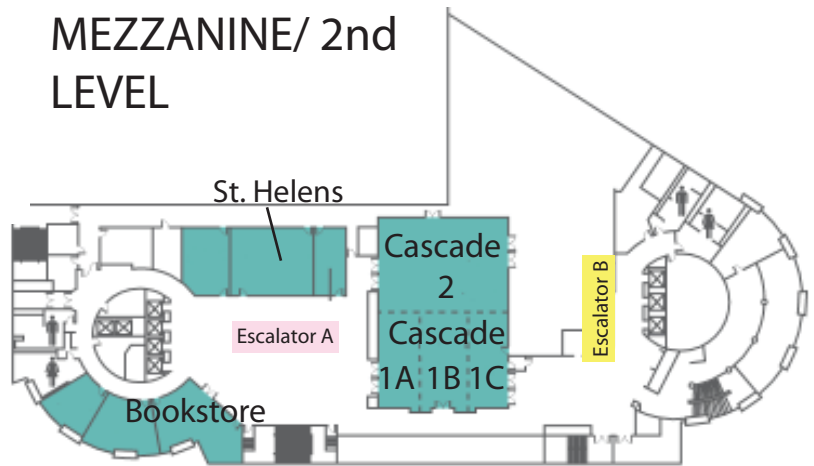 MEZZANINE/ 2nd
LEVEL
St. Helens
Cascade
2
Cascade
1A 1B 1C
Escalator A
Escalator B
Bookstore